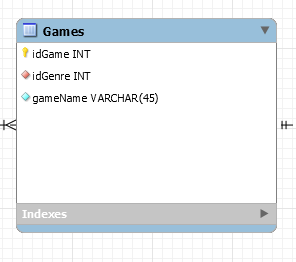 Games
idGame INT
idGenre INT
gameName VARCHAR(45)
Indexes